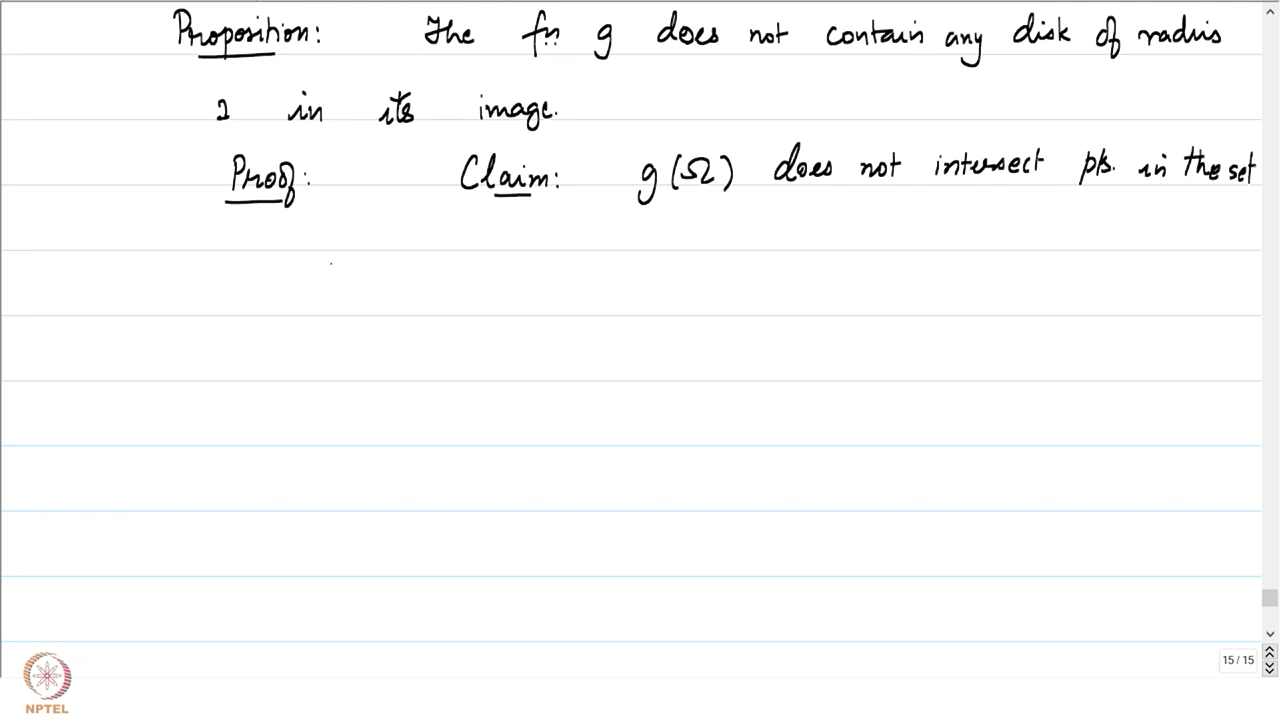 Proposition: The fn g does not contain any disk of radius
1 in its image.
Proof: Claim: g(Ω) does not intersect pts. in the set
15 / 15
NPTEL